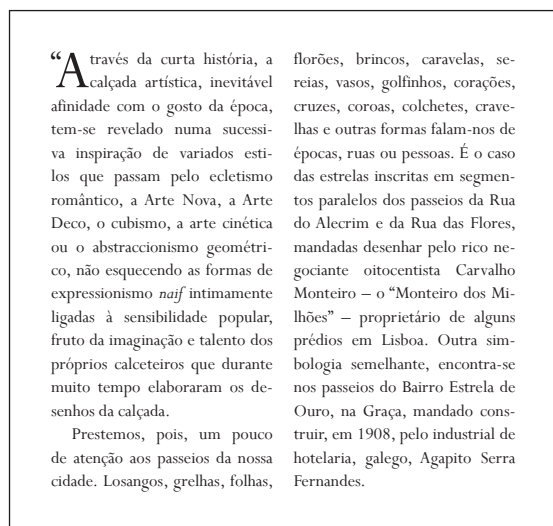 “Através da curta história, a
calçada artística, inevitável
afinidade com o gosto da época,
tem-se revelado numa sucessi-
va inspiração de variados esti-
los que passam pelo ecletismo
romântico, a Arte Nova, a Arte
Deco, o cubismo, a arte cinética
ou o abstraccionismo geométri-
co, não esquecendo as formas de
expressionismo naif intimamente
ligadas à sensibilidade popular,
fruto da imaginação e talento dos
próprios calceteiros que durante
muito tempo elaboraram os de-
senhos da calçada.
Prestemos, pois, um pouco
de atenção aos passeios da nossa
cidade. Losangos, grelhas, folhas,
florões, brincos, caravelas, se-
reias, vasos, golfinhos, corações,
cruzes, coroas, colchetes, crave-
lhas e outras formas falam-nos de
épocas, ruas ou pessoas. É o caso
das estrelas inscritas em segmen-
tos paralelos dos passeios da Rua
do Alecrim e da Rua das Flores,
mandadas desenhar pelo rico ne-
gociante oitocentista Carvalho
Monteiro – o “Monteiro dos Mi-
lhões” – proprietário de alguns
prédios em Lisboa. Outra sim-
bologia semelhante, encontra-se
nos passeios do Bairro Estrela de
Ouro, na Graça, mandado cons-
truir, em 1908, pelo industrial de
hotelaria, galego, Agapito Serra
Fernandes.